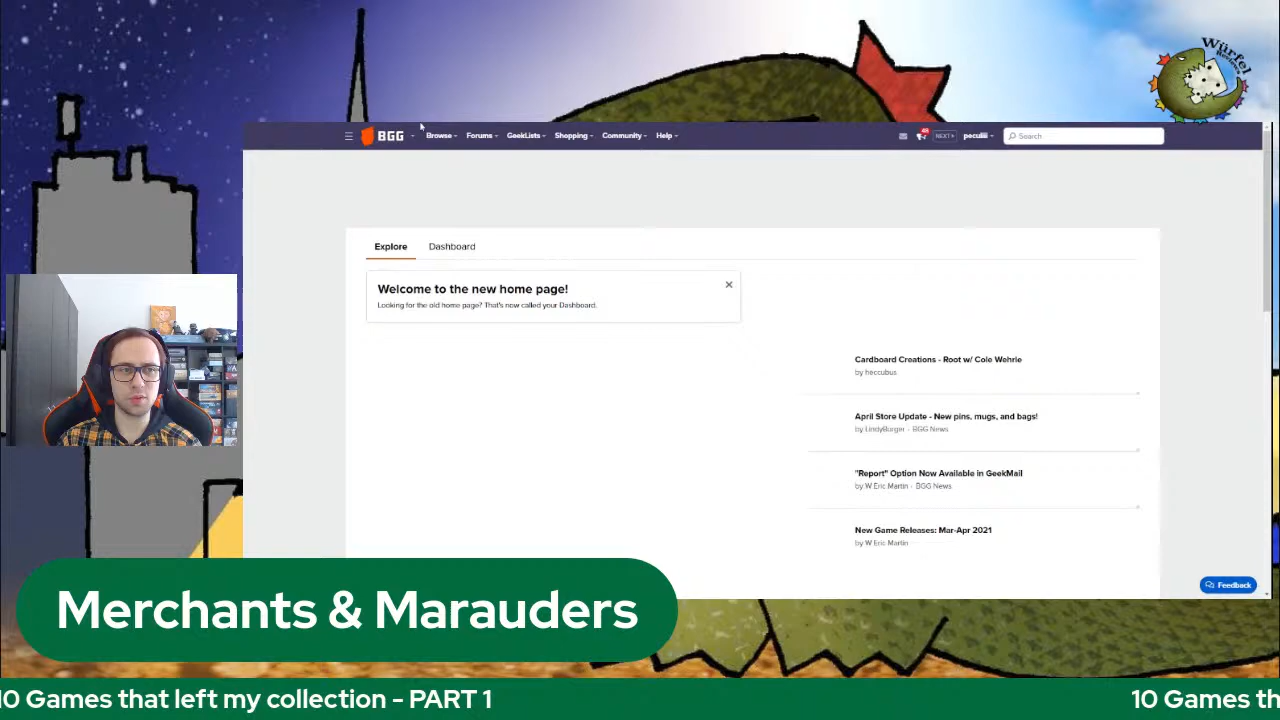 Würfel
Reviews
BGG
Browse
Forums
GeekLists
Shopping
Community
Help
NEXT
Search
Explore
Dashboard
Welcome to the new home page!
Looking for the old home page? That's now called your Dashboard.
Cardboard Creations - Root w/ Cole Wehrle
by heccubus
April Store Update - New pins, mugs, and bags!
by LindyBurger - BGG News
"Report" Option Now Available in GeekMail
by W Eric Martin - BGG News
New Game Releases: Mar-Apr 2021
by W Eric Martin
Feedback
Merchants & Marauders
10 Games that left my collection - PART 1
10 Games th